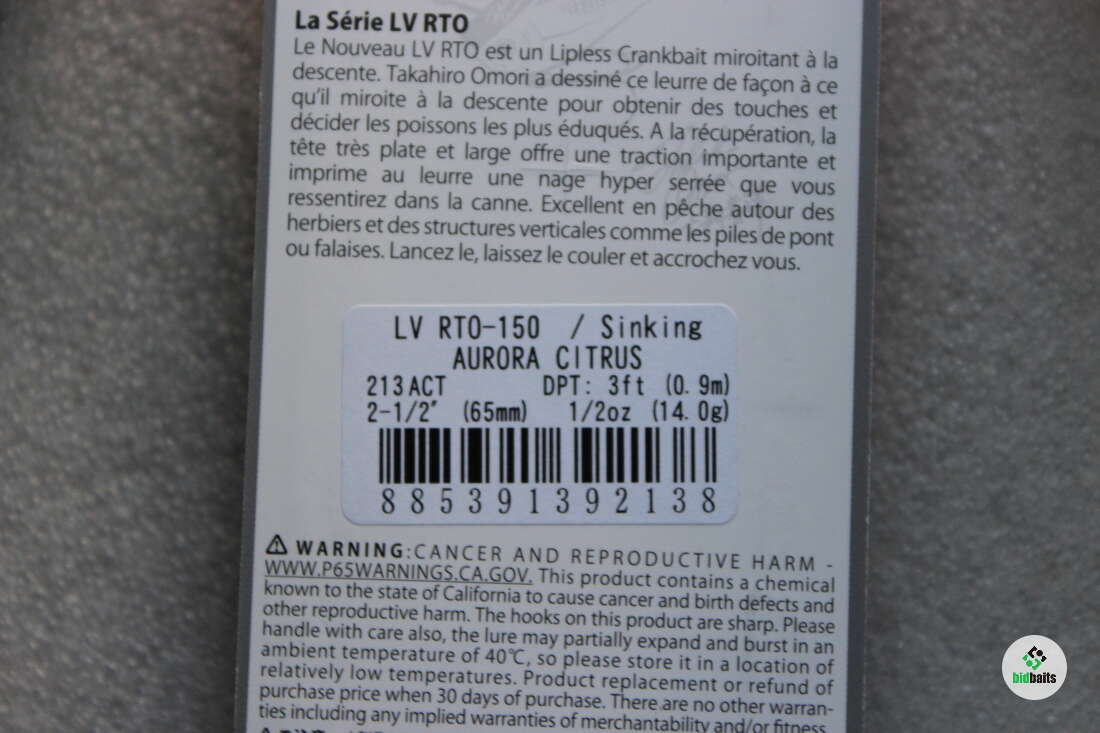 La Série LV RTO
Le Nouveau LV RTO est un Lipless Crankbait miroitant à la
descente. Takahiro Omori a dessiné ce leurre de façon à ce
qu'il miroite à la descente pour obtenir des touches et
décider les poissons les plus éduqués. A la récupération, la
tête très plate et large offre une traction importante et
imprime au leurre une nage hyper serrée que vous
ressentirez dans la canne. Excellent en pêche autour des
herbiers et des structures verticales comme les piles de pont
ou falaises. Lancez le, laissez le couler et accrochez vous.
LV RTO-150 / Sinking
AURORA CITRUS
213ACT DPT: 3ft (0.9m)
2-1/2" (65mm) 1/2oz (14.0g)
885391392138
⚠ WARNING:CANCER AND REPRODUCTIVE HARM -
WWW.P65WARNINGS.CA.GOV. This product contains a chemical
known to the state of California to cause cancer and birth defects and
other reproductive harm. The hooks on this product are sharp. Please
handle with care also, the lure may partially expand and burst in an
ambient temperature of 40℃, so please store it in a location of
relatively low temperatures. Product replacement or refund of
purchase price when 30 days of purchase. There are no other warran-
ties including any implied warranties of merchantability and/or fitness
bidbaits